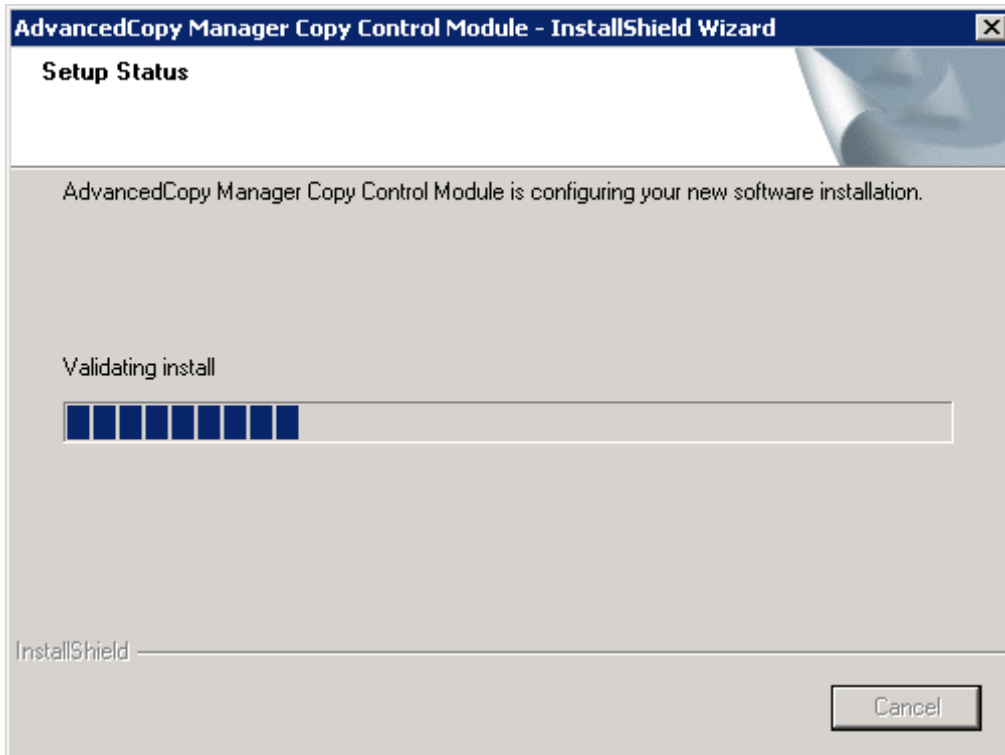 AdvancedCopy Manager Copy Control Module - InstallShield Wizard
Setup Status
AdvancedCopy Manager Copy Control Module is configuring your new software installation.
Validating install
InstallShield
Cancel